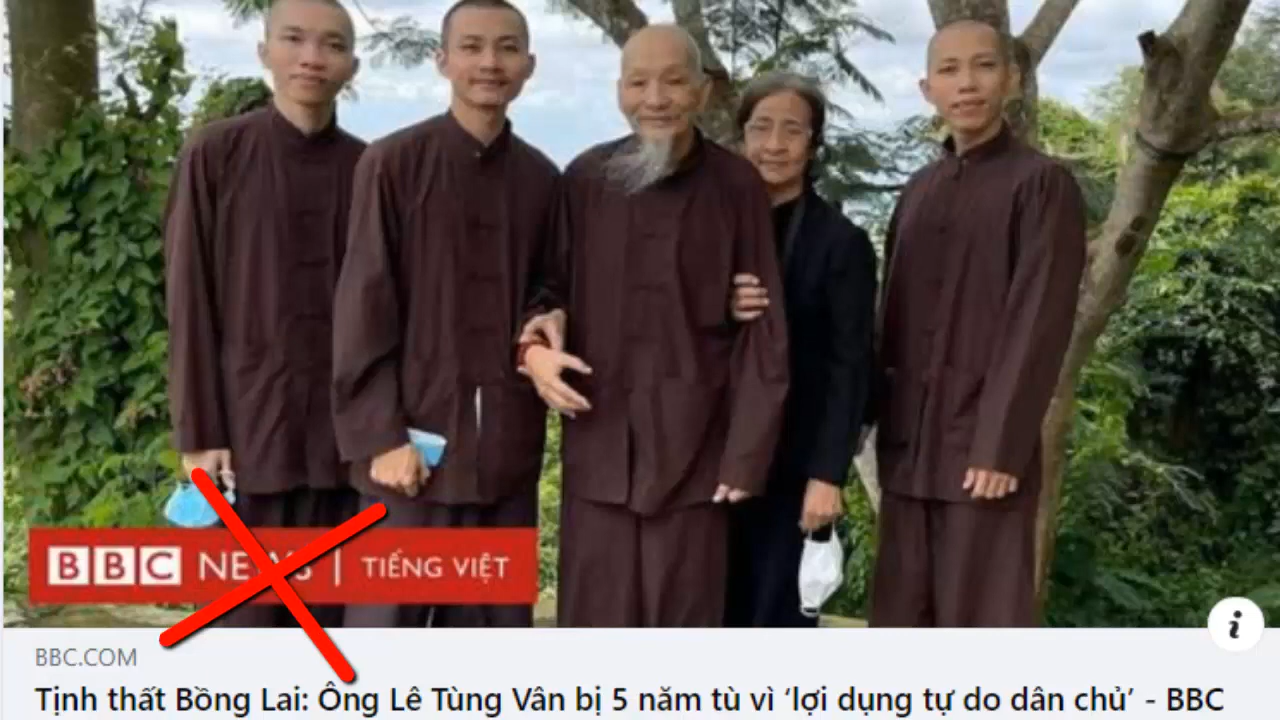 BBC NEWS | TIẾNG VIỆT
BBC.COM
Tịnh thất Bồng Lai: Ông Lê Tùng Vân bị 5 năm tù vì ‘lợi dụng tự do dân chủ’ - BBC